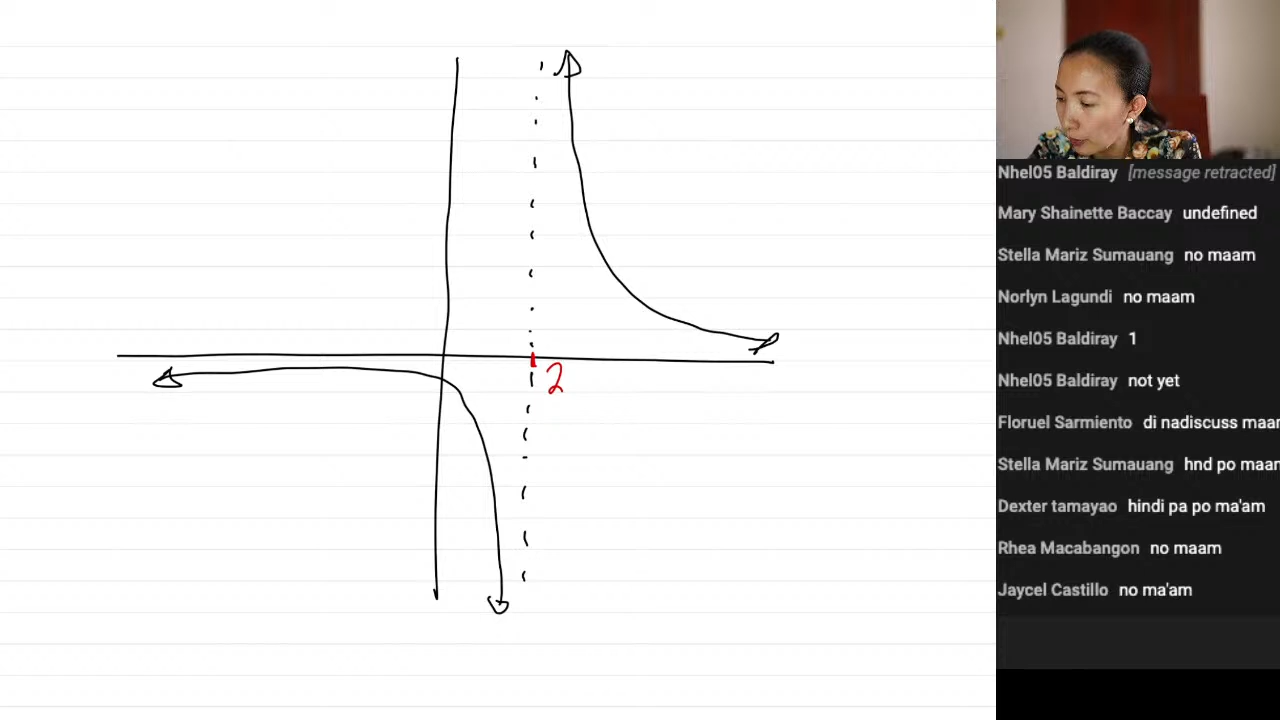 2
Nhel05 Baldiray [message retracted]
Mary Shainette Baccay undefined
Stella Mariz Sumauang no maam
Norlyn Lagundi no maam
Nhel05 Baldiray 1
Nhel05 Baldiray not yet
Floruel Sarmiento di nadiscuss maam
Stella Mariz Sumauang hnd po maam
Dexter tamayao hindi pa po ma'am
Rhea Macabangon no maam
Jaycel Castillo no ma'am